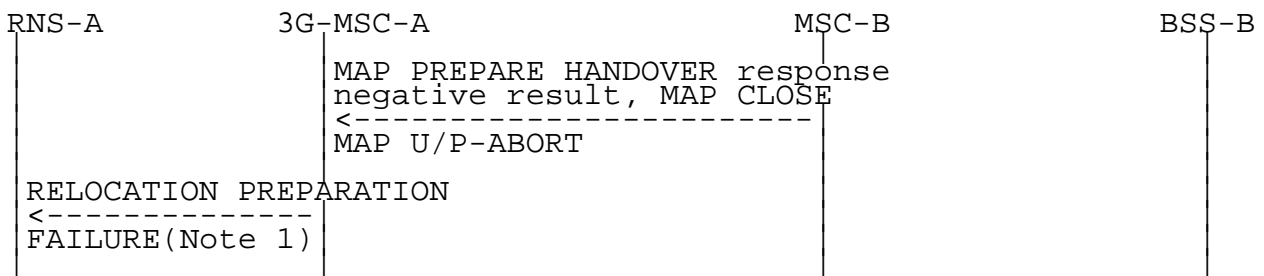 RNS-A 3G-MSC-A MSC-B BSS-B
MAP PREPARE HANDOVER response
negative result, MAP CLOSE
<-------------------------
MAP U/P-ABORT
RELOCATION PREPARATION
<--------------
FAILURE(Note 1)